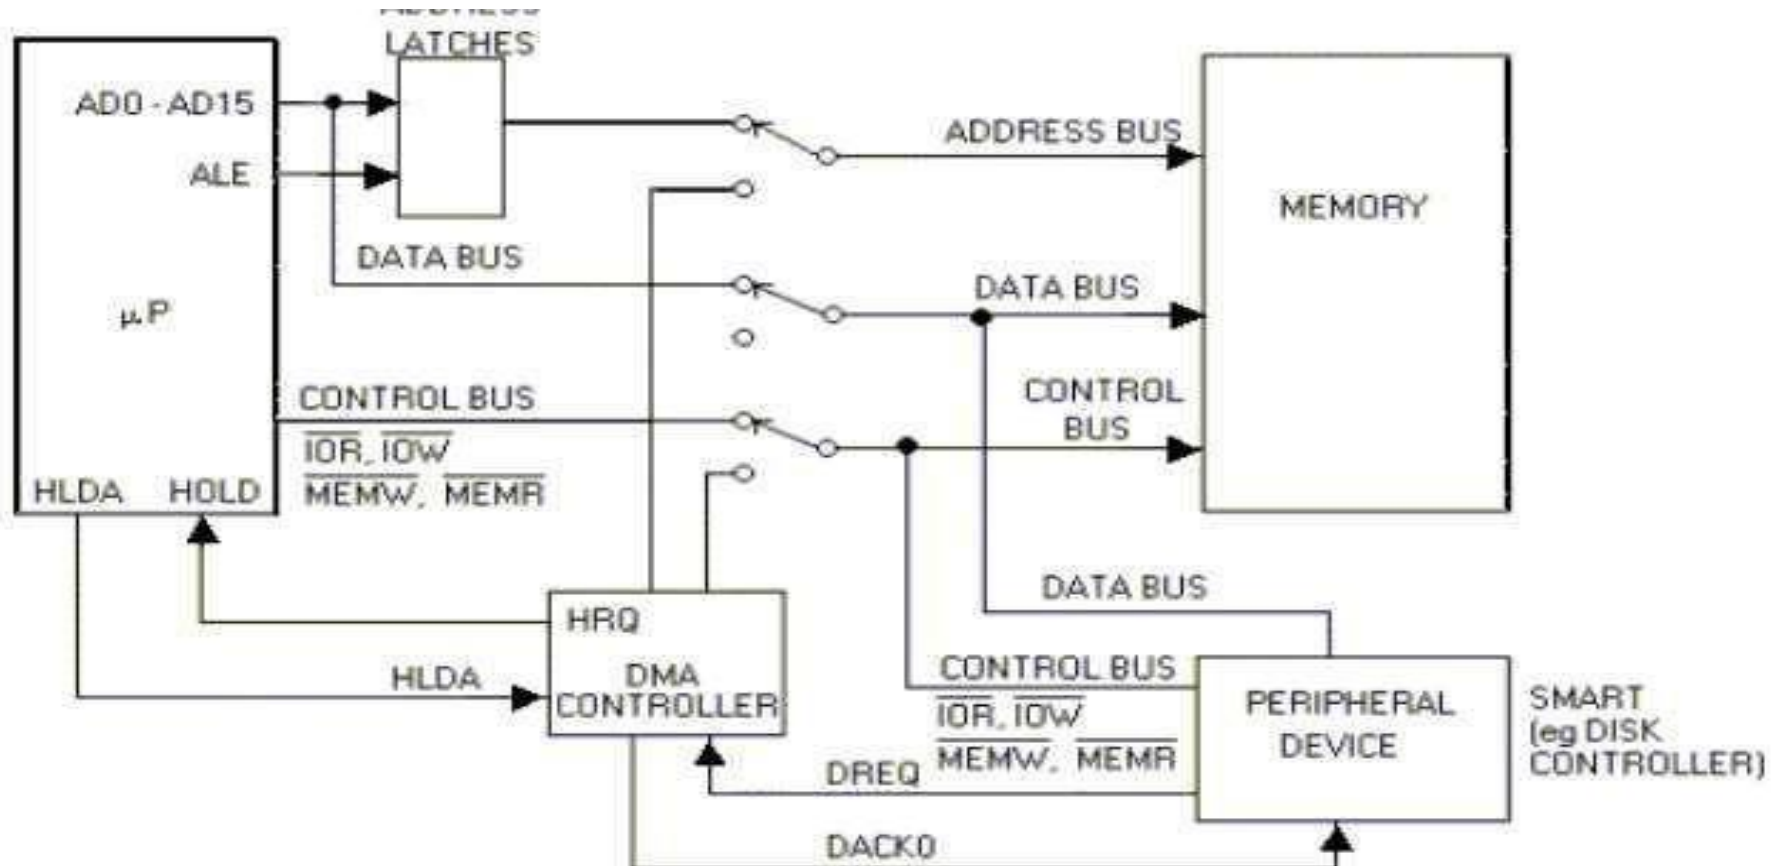 LATCHES
AD0 - AD15
ALE
ADDRESS BUS
MEMORY
DATA BUS
DATA BUS
μP
CONTROL BUS
IOR, IOW
MEMW, MEMR
CONTROL
BUS
HLDA HOLD
DATA BUS
HRQ
HLDA
DMA
CONTROLLER
CONTROL BUS
IOR, IOW
MEMW, MEMR
PERIPHERAL
DEVICE
SMART
(eg DISK
CONTROLLER)
DREQ
DACK0